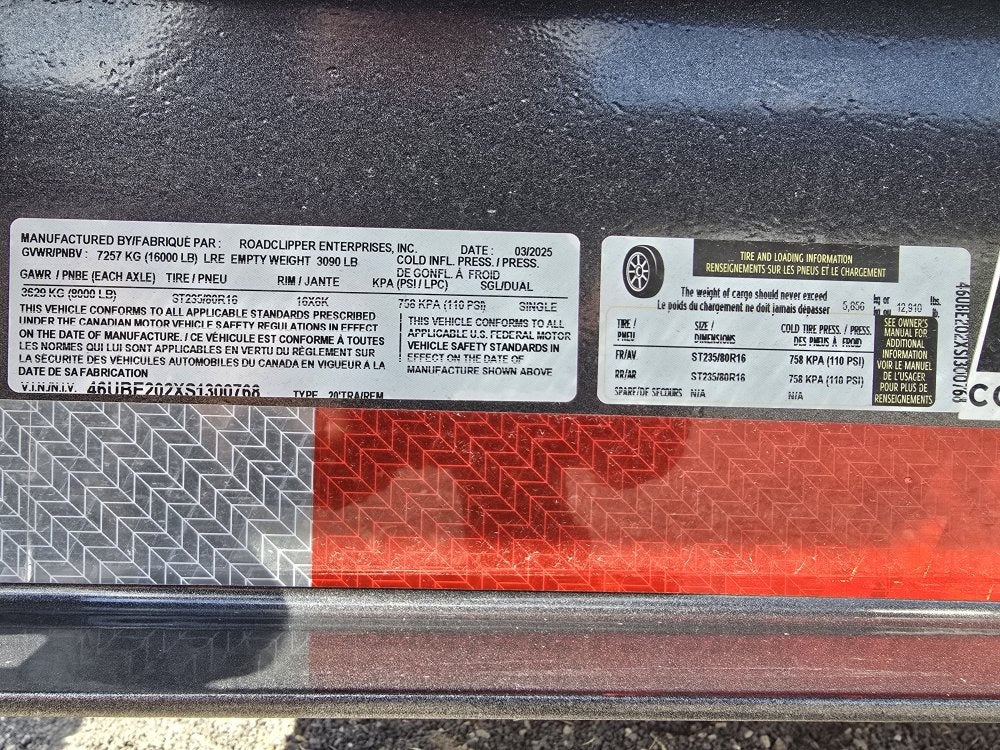 MANUFACTURED BY/FABRIQUÉ PAR : ROADCLIPPER ENTERPRISES, INC. DATE : 03/2025
GVWR/PNBV : 7257 KG (16000 LB) LRE EMPTY WEIGHT 3090 LB COLD INFL. PRESS. / PRESS.
DE GONFL. À FROID
GAWR / PNBE (EACH AXLE) TIRE / PNEU RIM / JANTE KPA (PSI / LPC) SGL/DUAL
3629 KG (8000 LB) ST235/80R16 16X6K 758 KPA (110 PSI) SINGLE
THIS VEHICLE CONFORMS TO ALL APPLICABLE STANDARDS PRESCRIBED
UNDER THE CANADIAN MOTOR VEHICLE SAFETY REGULATIONS IN EFFECT
ON THE DATE OF MANUFACTURE. / CE VÉHICULE EST CONFORME À TOUTES
LES NORMES QUI LUI SONT APPLICABLES EN VERTU DU RÈGLEMENT SUR
LA SÉCURITÉ DES VÉHICULES AUTOMOBILES DU CANADA EN VIGUEUR À LA
DATE DE SA FABRICATION
THIS VEHICLE CONFORMS TO ALL
APPLICABLE U.S. FEDERAL MOTOR
VEHICLE SAFETY STANDARDS IN
EFFECT ON THE DATE OF
MANUFACTURE SHOWN ABOVE
V.I.N./N.I.V. 46UBE202XS1300768 TYPE 20'TRA/REM
TIRE AND LOADING INFORMATION
RENSEIGNEMENTS SUR LES PNEUS ET LE CHARGEMENT
The weight of cargo should never exceed
Le poids du chargement ne doit jamais dépasser 5,856 kg or 12,910 lbs.
kg ou lb.
TIRE / SIZE / COLD TIRE PRESS. / PRESS.
PNEU DIMENSIONS DES PNEUS À FROID
FR/AV ST235/80R16 758 KPA (110 PSI)
RR/AR ST235/80R16 758 KPA (110 PSI)
SPARE/DE SECOURS N/A N/A
SEE OWNER'S
MANUAL FOR
ADDITIONAL
INFORMATION
VOIR LE MANUEL
DE L'USAGER
POUR PLUS DE
RENSEIGNEMENTS
46UBE202XS1300768